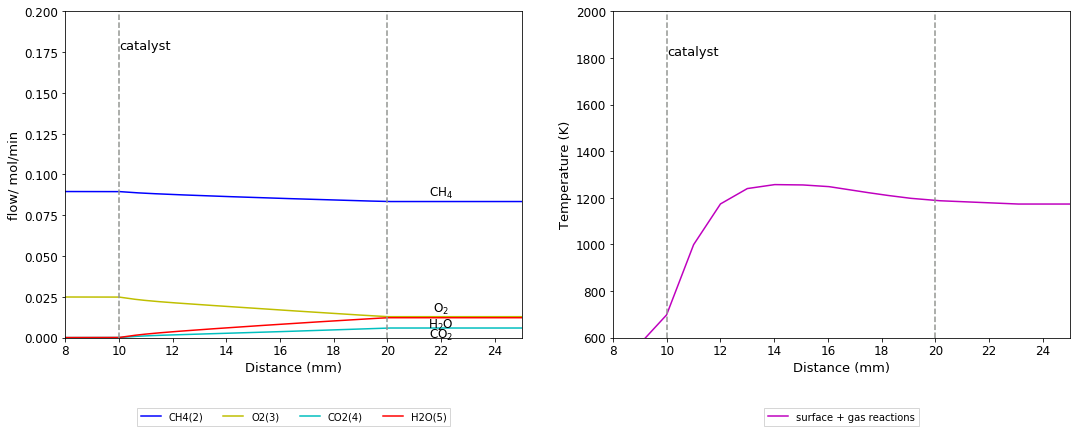 0.200
0.175
0.150
0.125
0.100
0.075
0.050
0.025
0.000
flow/ mol/min
catalyst
CH₄
O₂
H₂O
CO₂
8 10 12 14 16 18 20 22 24
Distance (mm)
CH4(2) O2(3) CO2(4) H2O(5)
2000
1800
1600
1400
1200
1000
800
600
Temperature (K)
catalyst
8 10 12 14 16 18 20 22 24
Distance (mm)
surface + gas reactions